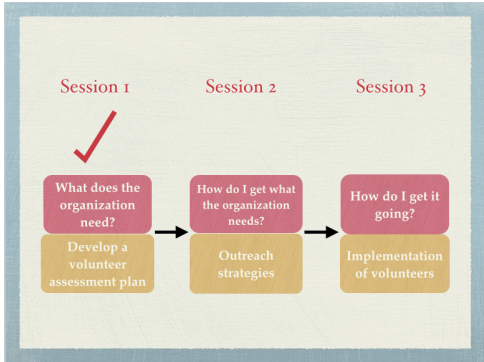 Session 1
Session 2
Session 3
What does the
organization
need?
Develop a
volunteer
assessment plan
How do I get what
the organization
needs?
Outreach
strategies
How do I get it
going?
Implementation
of volunteers